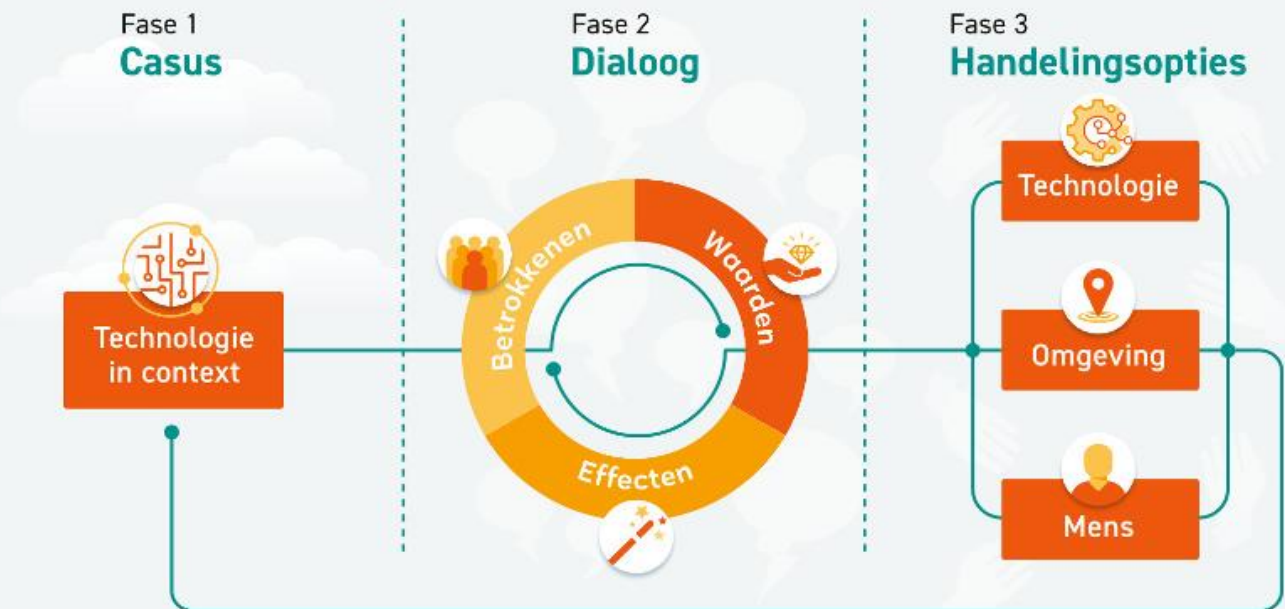 Fase 1
Casus
Technologie
in context
Fase 2
Dialoog
Betrokkenen
Waarden
Effecten
Fase 3
Handelingsopties
Technologie
Omgeving
Mens